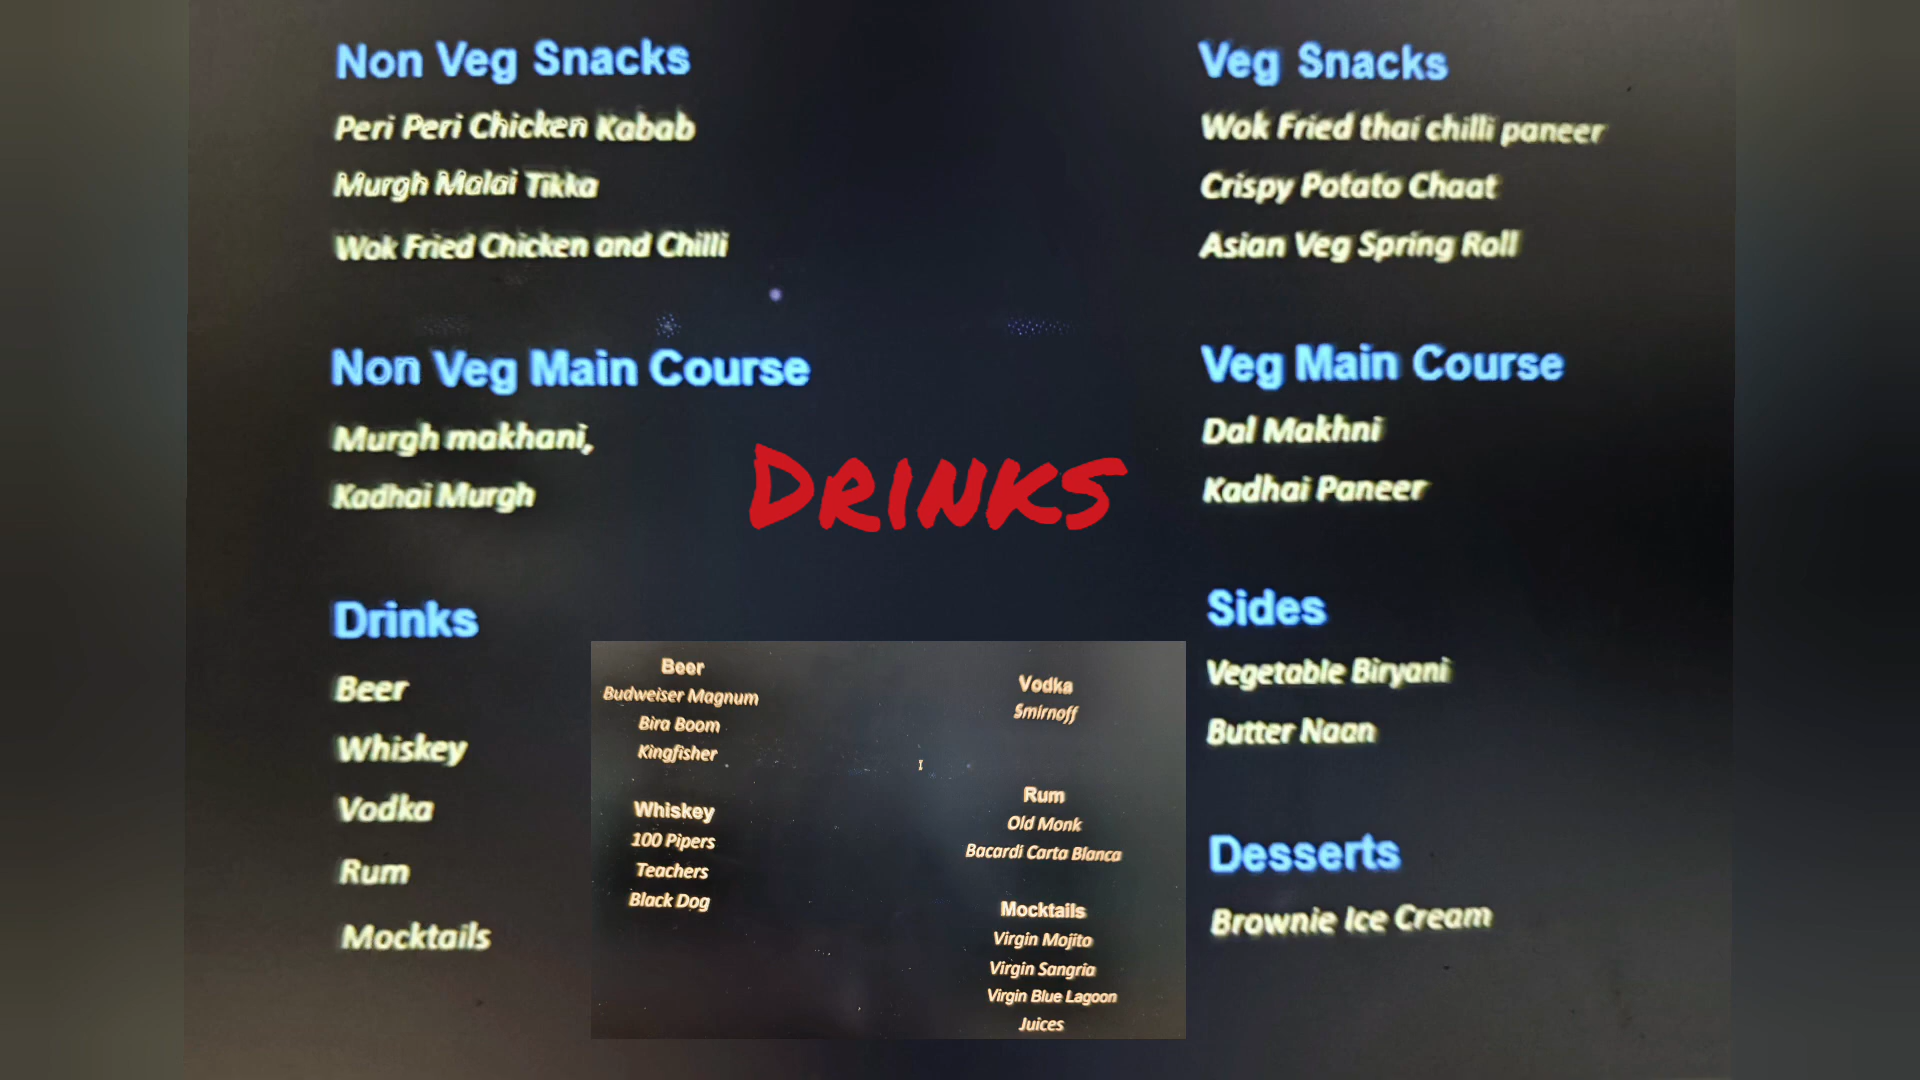 Non Veg Snacks
Peri Peri Chicken Kabab
Murgh Malai Tikka
Wok Fried Chicken and Chilli
Non Veg Main Course
Murgh makhani,
Kadhai Murgh
Drinks
Beer
Whiskey
Vodka
Rum
Mocktails
DRINKS
Beer
Budweiser Magnum
Bira Boom
Kingfisher
Whiskey
100 Pipers
Teachers
Black Dog
Vodka
Smirnoff
Rum
Old Monk
Bacardi Carta Blanca
Mocktails
Virgin Mojito
Virgin Sangria
Virgin Blue Lagoon
Juices
Veg Snacks
Wok Fried thai chilli paneer
Crispy Potato Chaat
Asian Veg Spring Roll
Veg Main Course
Dal Makhni
Kadhai Paneer
Sides
Vegetable Biryani
Butter Naan
Desserts
Brownie Ice Cream